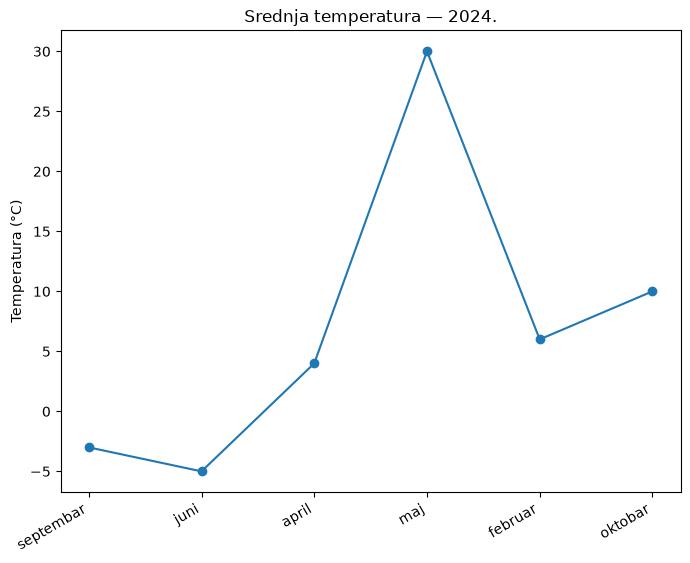 Srednja temperatura — 2024.
Temperatura (°C)
30
25
20
15
10
5
0
−5
septembar
juni
april
maj
februar
oktobar